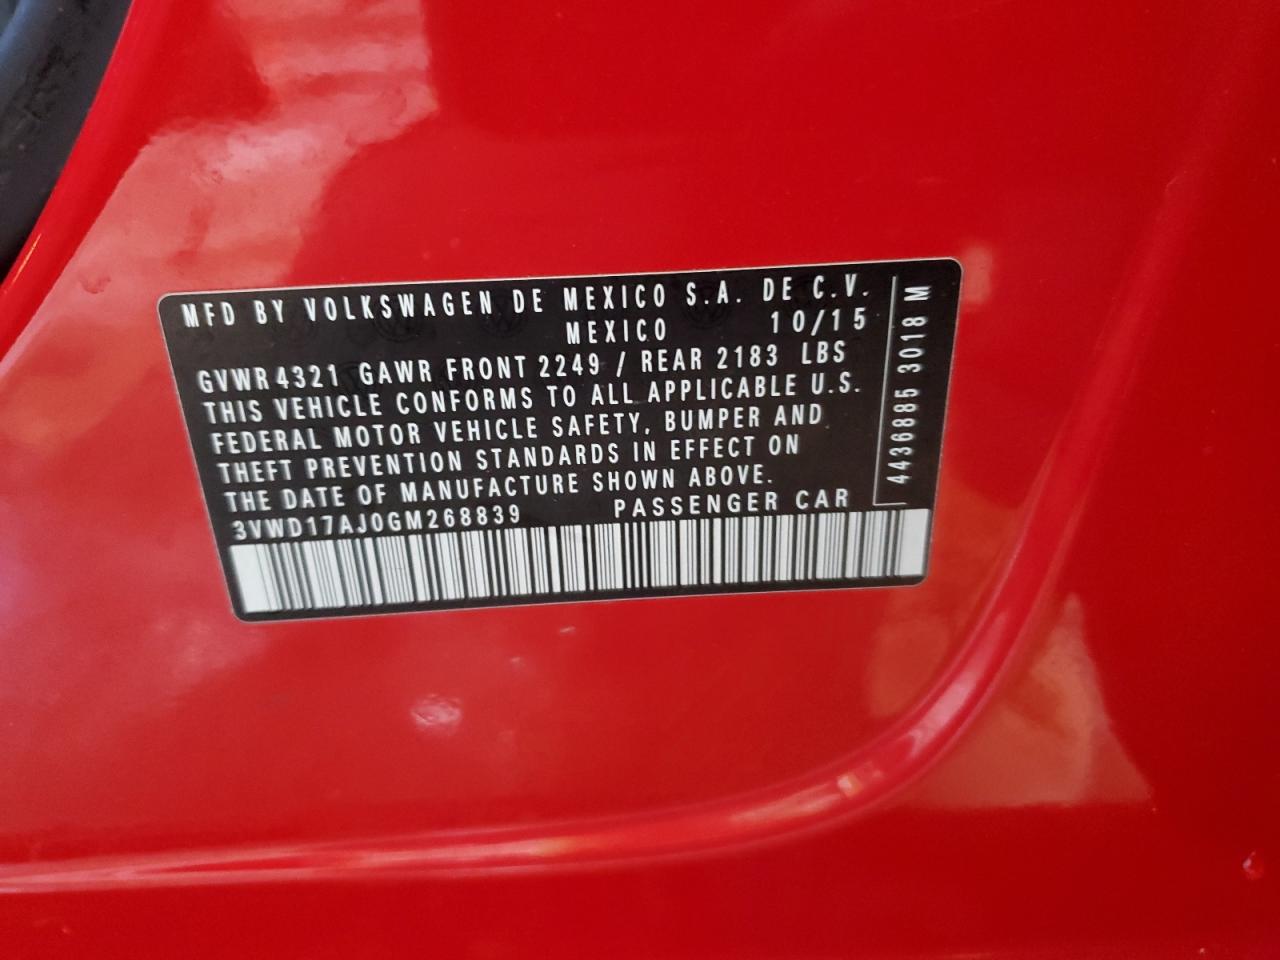 MFD BY VOLKSWAGEN DE MEXICO S.A. DE C.V.
MEXICO 10/15
GVWR 4321 GAWR FRONT 2249 / REAR 2183 LBS
THIS VEHICLE CONFORMS TO ALL APPLICABLE U.S.
FEDERAL MOTOR VEHICLE SAFETY, BUMPER AND
THEFT PREVENTION STANDARDS IN EFFECT ON
THE DATE OF MANUFACTURE SHOWN ABOVE.
3VWD17AJ0GM268839 PASSENGER CAR
4436885 3018 M